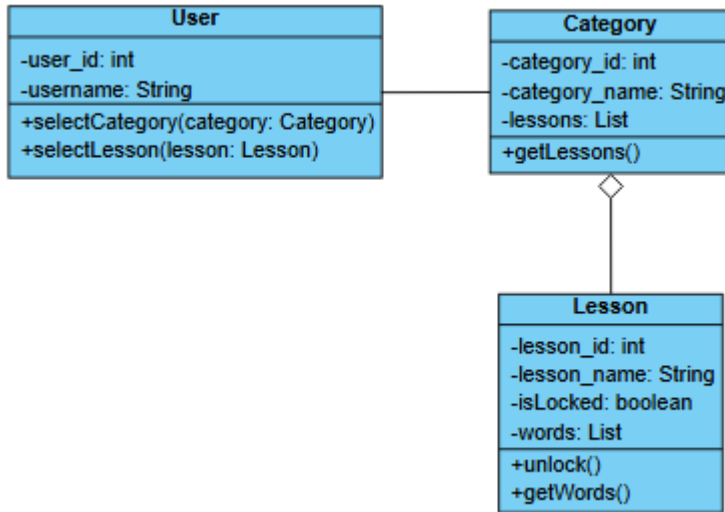 User
-user_id: int
-username: String
+selectCategory(category: Category)
+selectLesson(lesson: Lesson)
Category
-category_id: int
-category_name: String
-lessons: List
+getLessons()
Lesson
-lesson_id: int
-lesson_name: String
-isLocked: boolean
-words: List
+unlock()
+getWords()